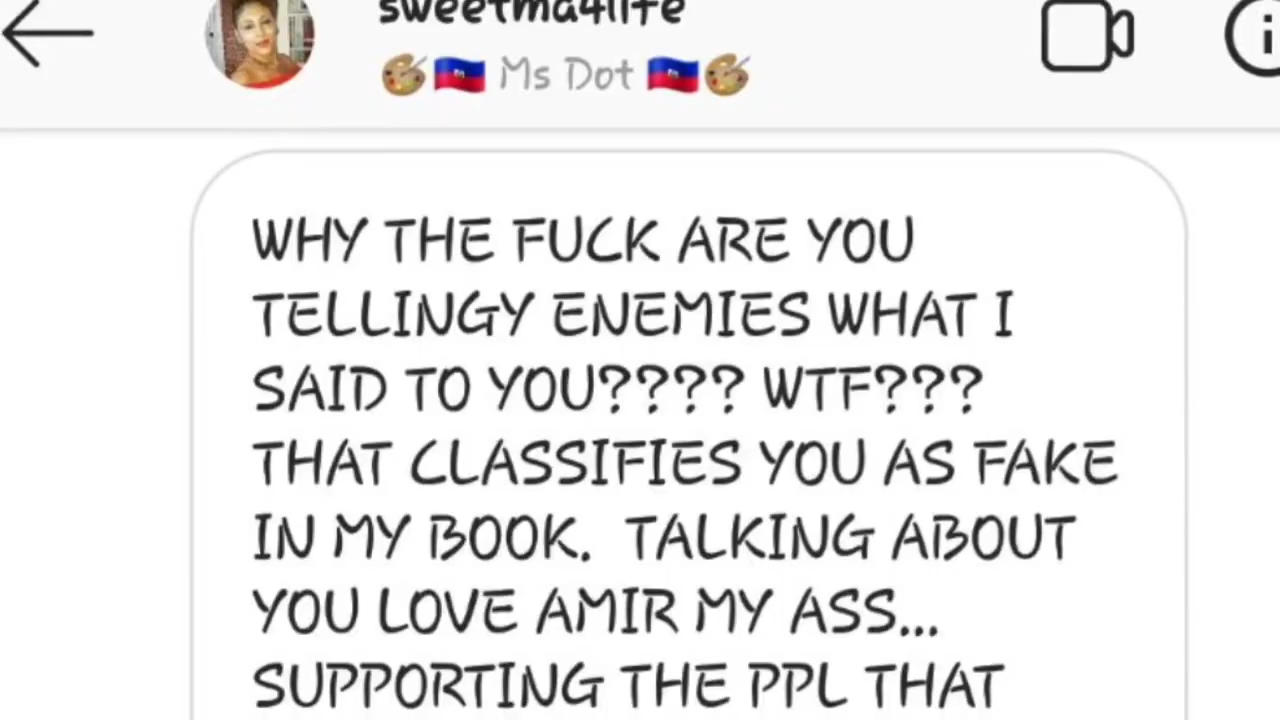 sweetma4life
🎨🇭🇹 Ms Dot 🇭🇹🎨
WHY THE FUCK ARE YOU
TELLINGY ENEMIES WHAT I
SAID TO YOU???? WTF???
THAT CLASSIFIES YOU AS FAKE
IN MY BOOK.  TALKING ABOUT
YOU LOVE AMIR MY ASS...
SUPPORTING THE PPL THAT